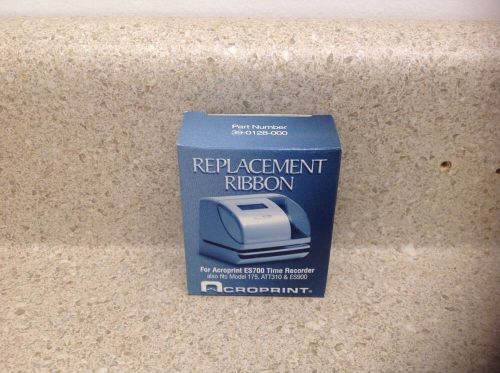 Part Number
39-0128-000
REPLACEMENT
RIBBON
For Acroprint ES700 Time Recorder
also fits Model 175, ATT310 & ES900
ACROPRINT®